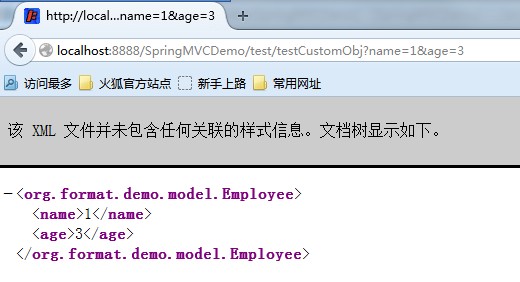 http://local...name=1&age=3
localhost:8888/SpringMVCDemo/test/testCustomObj?name=1&age=3
访问最多 火狐官方站点 新手上路 常用网址
该 XML 文件并未包含任何关联的样式信息。文档树显示如下。
−<org.format.demo.model.Employee>
<name>1</name>
<age>3</age>
</org.format.demo.model.Employee>